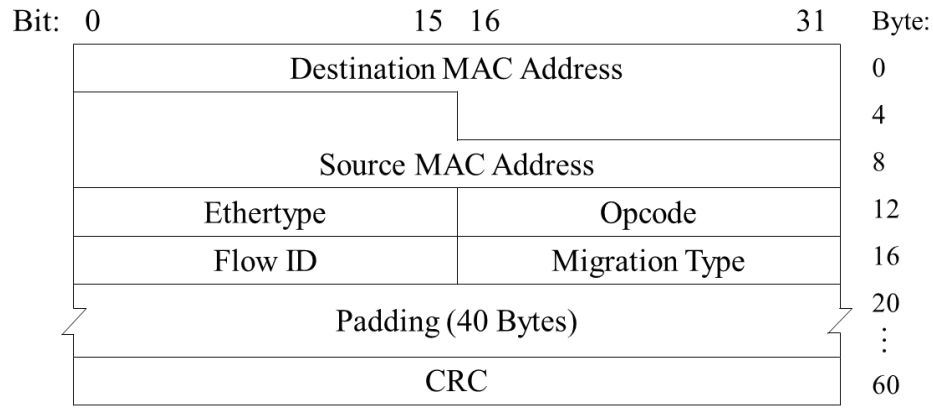 Bit: 0 15 16 31 Byte:
Destination MAC Address 0
4
Source MAC Address 8
Ethertype Opcode 12
Flow ID Migration Type 16
20
Padding (40 Bytes)
⋮
CRC 60